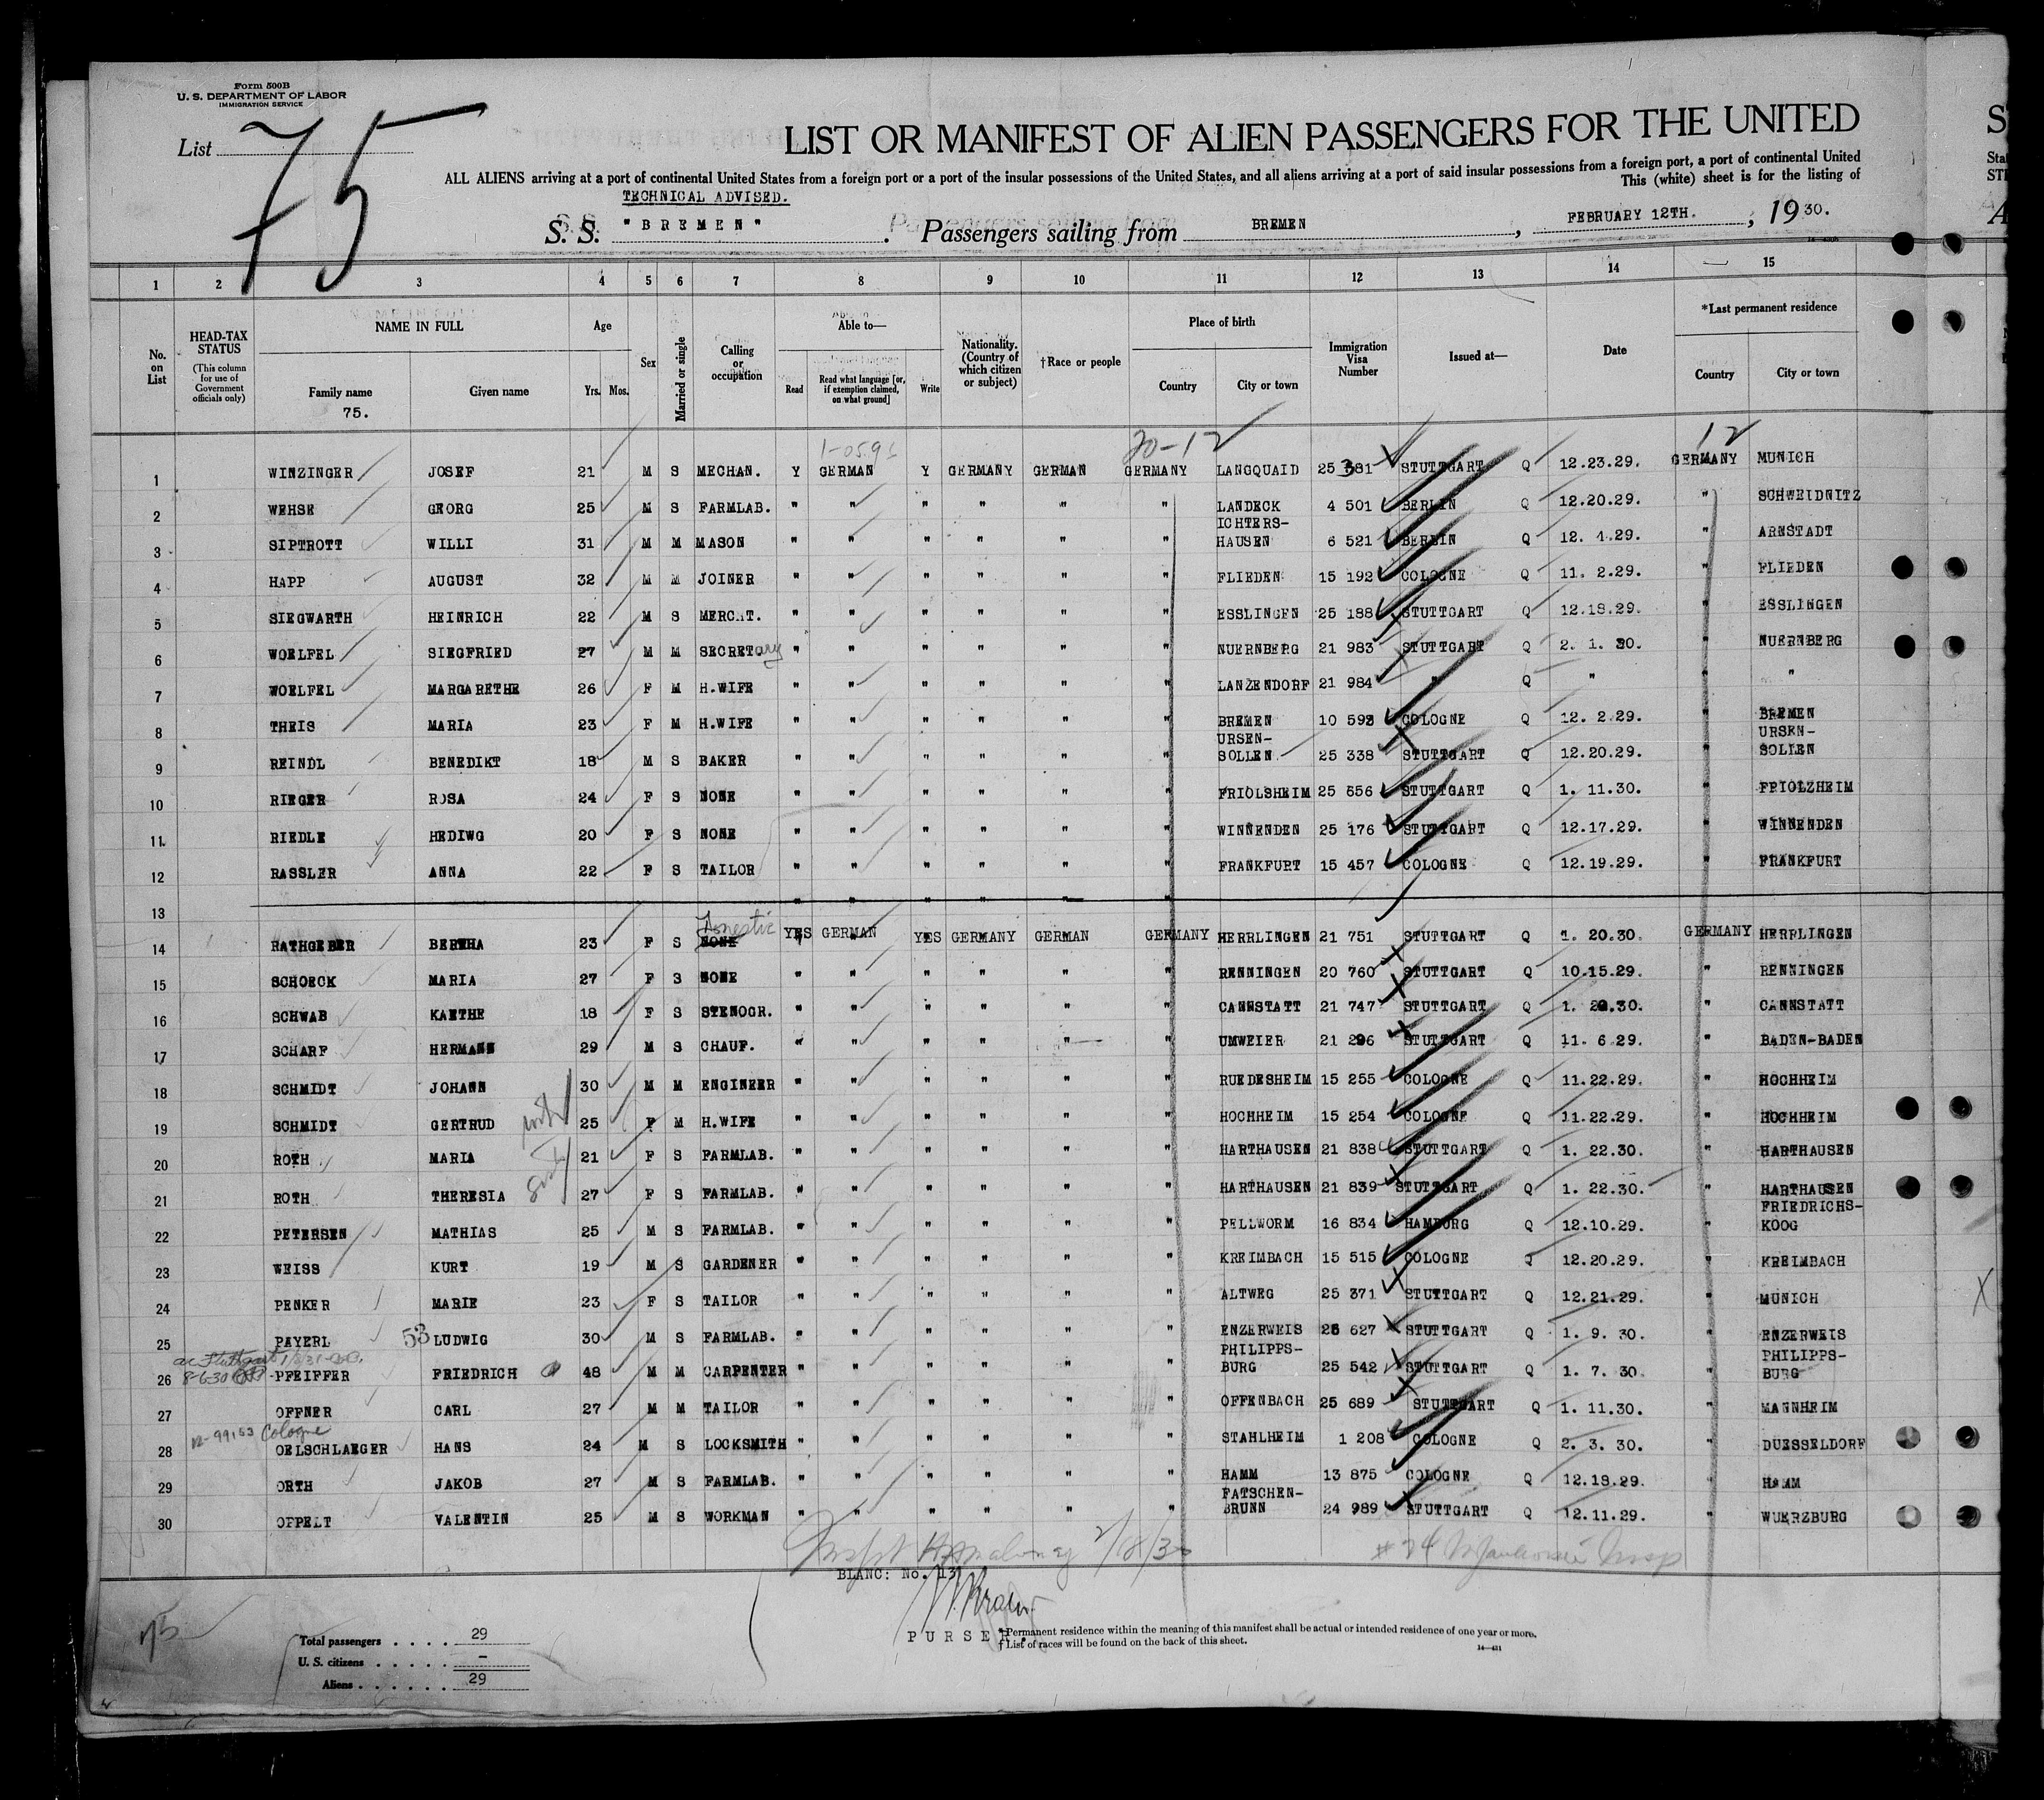 Form 500B
U. S. DEPARTMENT OF LABOR
IMMIGRATION SERVICE
List 75
LIST OR MANIFEST OF ALIEN PASSENGERS FOR THE UNITED
ALL ALIENS arriving at a port of continental United States from a foreign port or a port of the insular possessions of the United States, and all aliens arriving at a port of said insular possessions from a foreign port, a port of continental United
This (white) sheet is for the listing of
TECHNICAL ADVISED.
S. S. "BREMEN". Passengers sailing from BREMEN, FEBRUARY 12TH., 1930.
1 2 3 4 5 6 7 8 9 10 11 12 13 14 15
No. on List
HEAD-TAX STATUS (This column for use of Government officials only)
NAME IN FULL Family name Given name
75.
Age Yrs. Mos.
Sex
Married or single
Calling or occupation
Able to— Read Read what language [or, if exemption claimed, on what ground] Write
Nationality. (Country of which citizen or subject)
†Race or people
Place of birth Country City or town
Immigration Visa Number
Issued at—
Date
*Last permanent residence Country City or town
20-12 12
1 WINZINGER JOSEF 21 M S MECHAN. Y GERMAN Y GERMANY GERMAN GERMANY LANGQUAID 25 381 STUTTGART Q 12.23.29. GERMANY MUNICH
2 WEHSE GEORG 25 M S FARMLAB. " " " " " " LANDECK 4 501 BERLIN Q 12.20.29. " SCHWEIDNITZ
3 SIPTROTT WILLI 31 M M MASON " " " " " " ICHTERS-HAUSEN 6 521 BERLIN Q 12. 4.29. " ARNSTADT
4 HAPP AUGUST 32 M M JOINER " " " " " " FLIEDEN 15 192 COLOGNE Q 11. 2.29. " FLIEDEN
5 SIEGWARTH HEINRICH 22 M S MERCHT. " " " " " " ESSLINGEN 25 188 STUTTGART Q 12.18.29. " ESSLINGEN
6 WOELFEL SIEGFRIED 27 M M SECRETary " " " " " " NUERNBERG 21 983 STUTTGART Q 2. 1. 30. " NUERNBERG
7 WOELFEL MARGARETHE 26 F M H.WIFE " " " " " " LANZENDORF 21 984 " Q " " "
8 THEIS MARIA 23 F M H.WIFE " " " " " " BREMEN 10 593 COLOGNE Q 12. 2.29. " BREMEN
9 REINDL BENEDIKT 18 M S BAKER " " " " " " URSEN-SOLLEN 25 338 STUTTGART Q 12.20.29. " URSEN-SOLLEN
10 RIEGER ROSA 24 F S NONE " " " " " " FRIOLSHEIM 25 656 STUTTGART Q 1. 11.30. " FRIOLZHEIM
11 RIEDLE HEDIWG 20 F S NONE " " " " " " WINNENDEN 25 176 STUTTGART Q 12.17.29. " WINNENDEN
12 RASSLER ANNA 22 F S TAILOR " " " " " " FRANKFURT 15 457 COLOGNE Q 12.19.29. " FRANKFURT
13 " " " " " "
14 RATHGEBER BERTHA 23 F S NONE Domestic YES GERMAN YES GERMANY GERMAN GERMANY HERRLINGEN 21 751 STUTTGART Q 1. 20.30. GERMANY HERRLINGEN
15 SCHOECK MARIA 27 F S NONE " " " " " " RENNINGEN 20 760 STUTTGART Q 10.15.29. " RENNINGEN
16 SCHWAB KAETHE 18 F S STENOGR. " " " " " " CANNSTATT 21 747 STUTTGART Q 1. 20.30. " CANNSTATT
17 SCHARF HERMANN 29 M S CHAUF. " " " " " " UMWEIER 21 296 STUTTGART Q 11. 6.29. " BADEN-BADEN
18 SCHMIDT JOHANN 30 M M ENGINEER " " " " " " RUEDESHEIM 15 255 COLOGNE Q 11.22.29. " HOCHHEIM
19 SCHMIDT GERTRUD wife 25 F M H.WIFE " " " " " " HOCHHEIM 15 254 COLOGNE Q 11.22.29. " HOCHHEIM
20 ROTH MARIA 21 F S FARMLAB. " " " " " " HARTHAUSEN 21 838 STUTTGART Q 1. 22.30. " HARTHAUSEN
21 ROTH THERESIA 27 F S FARMLAB. " " " " " " HARTHAUSEN 21 839 STUTTGART Q 1. 22.30. " HARTHAUSEN
22 PETERSEN MATHIAS 25 M S FARMLAB. " " " " " " PELLWORM 16 834 HAMBURG Q 12.10.29. " FRIEDRICHS-KOOG
23 WEISS KURT 19 M S GARDENER " " " " " " KREIMBACH 15 515 COLOGNE Q 12.20.29. " KREIMBACH
24 PENKER MARIE 23 F S TAILOR " " " " " " ALTWEG 25 371 STUTTGART Q 12.21.29. " MUNICH
25 PAYERL 53 LUDWIG 30 M S FARMLAB. " " " " " " ENZERWEIS 25 627 STUTTGART Q 1. 9. 30. " ENZERWEIS
Stuttgart 8-6-30
26 PFEIFFER FRIEDRICH 48 M M CARPENTER " " " " " " PHILIPPS-BURG 25 542 STUTTGART Q 1. 7. 30. " PHILIPPS-BURG
27 OFFNER CARL 27 M M TAILOR " " " " " " OFFENBACH 25 689 STUTTGART Q 1. 11.30. " MANNHEIM
R-99153 Cologne
28 OELSCHLAEGER HANS 24 M S LOCKSMITH " " " " " " STAHLHEIM 1 208 COLOGNE Q 2. 3. 30. " DUESSELDORF
29 ORTH JAKOB 27 M S FARMLAB. " " " " " " HAMM 13 875 COLOGNE Q 12.18.29. " HAMM
30 OPPELT VALENTIN 25 M S WORKMAN " " " " " " FATSCHEN-BRUNN 24 989 STUTTGART Q 12.11.29. " WUERZBURG
2/18/30
BLANC: No. 13
PURSER.
75
Total passengers . . . . 29
U. S. citizens . . . . . –
Aliens . . . . . . 29
*Permanent residence within the meaning of this manifest shall be actual or intended residence of one year or more.
†List of races will be found on the back of this sheet.
14—431